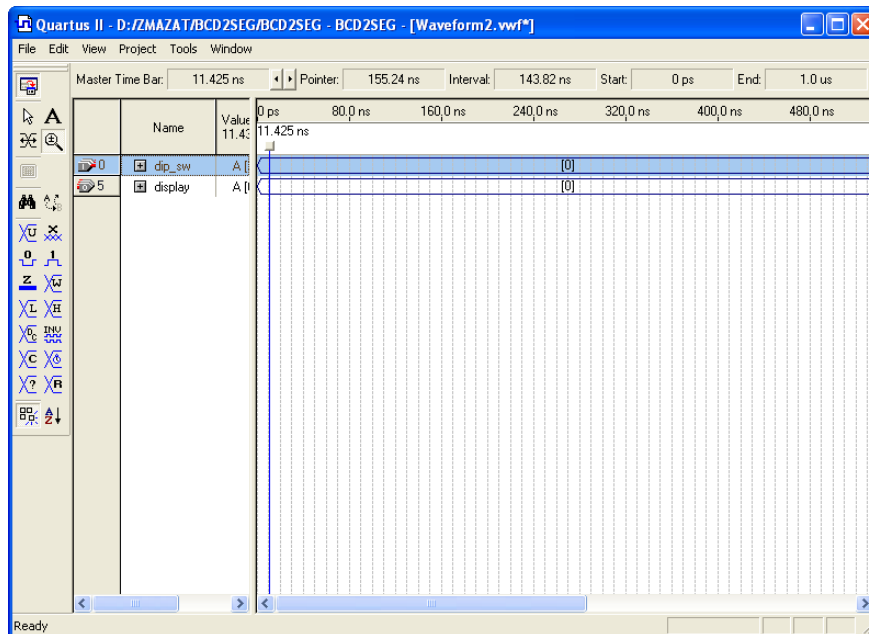 Quartus II - D:/ZMAZAT/BCD2SEG/BCD2SEG - BCD2SEG - [Waveform2.vwf*]
File Edit View Project Tools Window
Master Time Bar: 11.425 ns Pointer: 155.24 ns Interval: 143.82 ns Start: 0 ps End: 1.0 us
Name Value 11.43
0 ps 80.0 ns 160.0 ns 240.0 ns 320.0 ns 400.0 ns 480.0 ns
11.425 ns
0 dip_sw A [ [0]
5 display A [ [0]
Ready